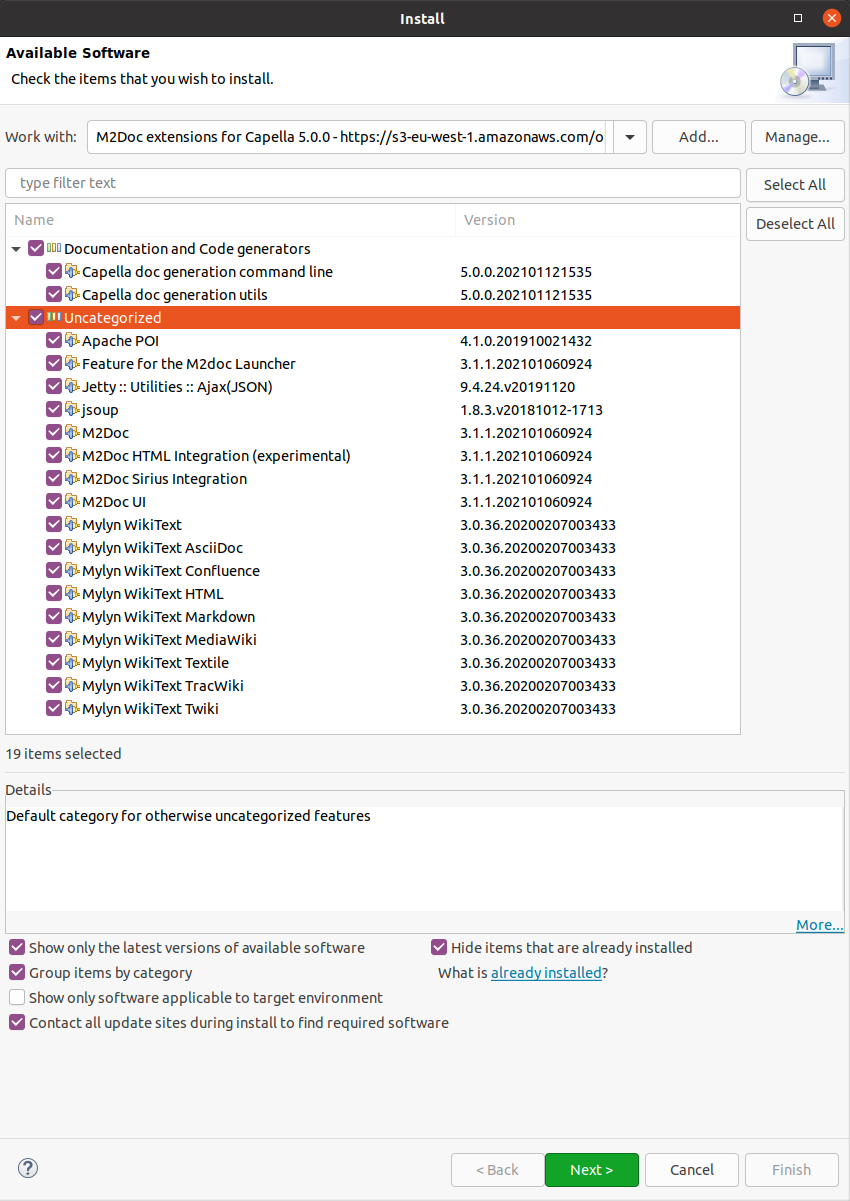 Install
Available Software
Check the items that you wish to install.
Work with: M2Doc extensions for Capella 5.0.0 - https://s3-eu-west-1.amazonaws.com/o Add... Manage...
type filter text Select All
Name Version Deselect All
Documentation and Code generators
Capella doc generation command line 5.0.0.202101121535
Capella doc generation utils 5.0.0.202101121535
Uncategorized
Apache POI 4.1.0.201910021432
Feature for the M2doc Launcher 3.1.1.202101060924
Jetty :: Utilities :: Ajax(JSON) 9.4.24.v20191120
jsoup 1.8.3.v20181012-1713
M2Doc 3.1.1.202101060924
M2Doc HTML Integration (experimental) 3.1.1.202101060924
M2Doc Sirius Integration 3.1.1.202101060924
M2Doc UI 3.1.1.202101060924
Mylyn WikiText 3.0.36.20200207003433
Mylyn WikiText AsciiDoc 3.0.36.20200207003433
Mylyn WikiText Confluence 3.0.36.20200207003433
Mylyn WikiText HTML 3.0.36.20200207003433
Mylyn WikiText Markdown 3.0.36.20200207003433
Mylyn WikiText MediaWiki 3.0.36.20200207003433
Mylyn WikiText Textile 3.0.36.20200207003433
Mylyn WikiText TracWiki 3.0.36.20200207003433
Mylyn WikiText Twiki 3.0.36.20200207003433
19 items selected
Details
Default category for otherwise uncategorized features
More...
Show only the latest versions of available software Hide items that are already installed
Group items by category What is already installed?
Show only software applicable to target environment
Contact all update sites during install to find required software
? < Back Next > Cancel Finish